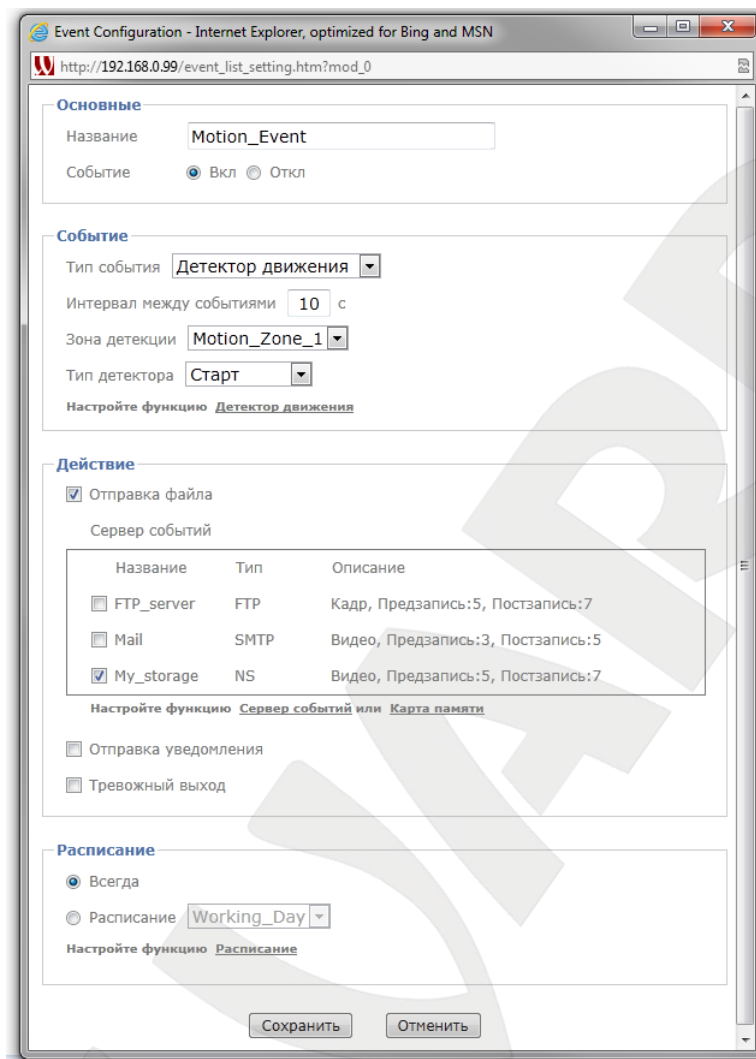 Event Configuration - Internet Explorer, optimized for Bing and MSN
http://192.168.0.99/event_list_setting.htm?mod_0
Основные
Название Motion_Event
Событие Вкл Откл
Событие
Тип события Детектор движения
Интервал между событиями 10 с
Зона детекции Motion_Zone_1
Тип детектора Старт
Настройте функцию Детектор движения
Действие
Отправка файла
Сервер событий
Название Тип Описание
FTP_server FTP Кадр, Предзапись:5, Постзапись:7
Mail SMTP Видео, Предзапись:3, Постзапись:5
My_storage NS Видео, Предзапись:5, Постзапись:7
Настройте функцию Сервер событий или Карта памяти
Отправка уведомления
Тревожный выход
Расписание
Всегда
Расписание Working_Day
Настройте функцию Расписание
Сохранить Отменить